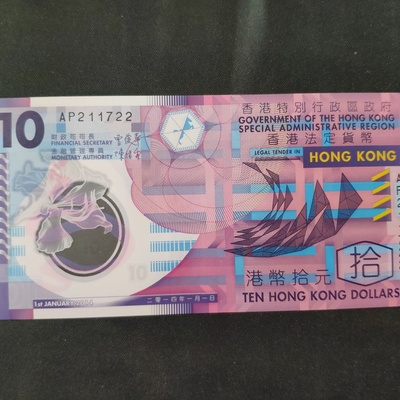 10
AP211722
財政司司長
FINANCIAL SECRETARY
金融管理專員
MONETARY AUTHORITY
10
1ST JANUARY
二零一四年一月一日
香港特別行政區政府
GOVERNMENT OF THE HONG KONG
SPECIAL ADMINISTRATIVE REGION
香港法定貨幣
LEGAL TENDER IN
HONG KONG
港幣拾元
拾
TEN HONG KONG DOLLARS